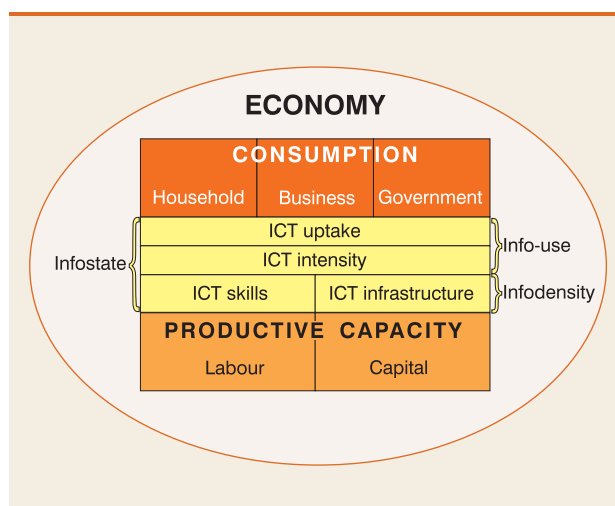 ECONOMY
CONSUMPTION
Household Business Government
ICT uptake
Info-use
ICT intensity
Infostate
ICT skills ICT infrastructure Infodensity
PRODUCTIVE CAPACITY
Labour Capital